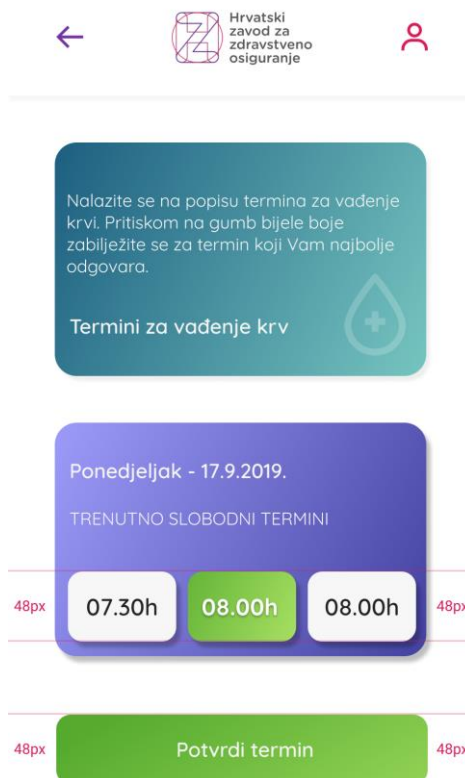 Hrvatski
zavod za
zdravstveno
osiguranje
Nalazite se na popisu termina za vađenje
krvi. Pritiskom na gumb bijele boje
zabilježite se za termin koji Vam najbolje
odgovara.
Termini za vađenje krv
Ponedjeljak - 17.9.2019.
TRENUTNO SLOBODNI TERMINI
48px 07.30h 08.00h 08.00h 48px
48px Potvrdi termin 48px